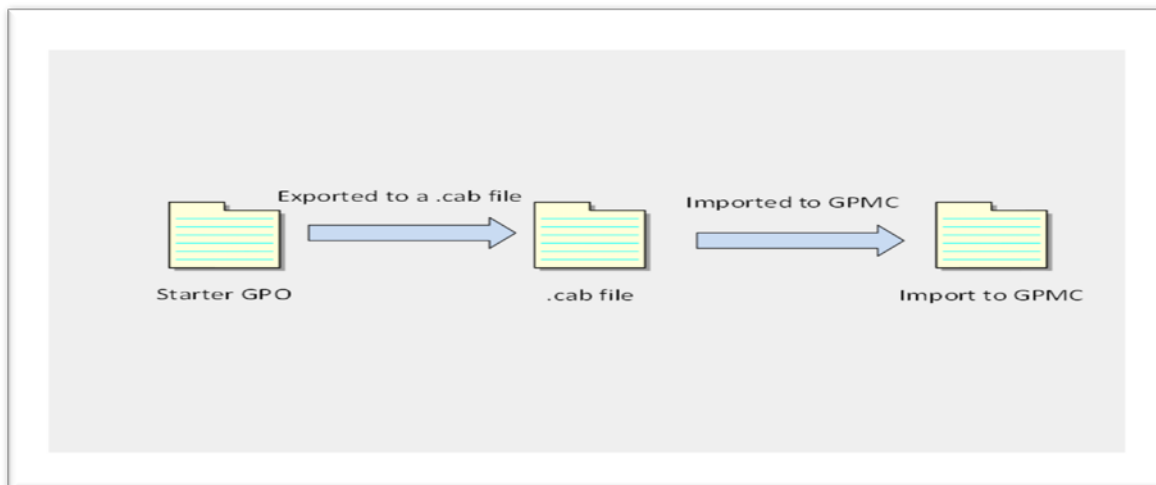 Exported to a .cab file
Imported to GPMC
Starter GPO
.cab file
Import to GPMC